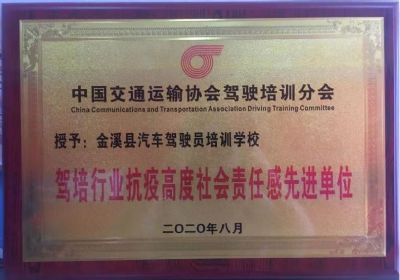 中国交通运输协会驾驶培训分会
China Communications and Transportation Association Driving Training Committee
授予：金溪县汽车驾驶员培训学校
驾培行业抗疫高度社会责任感先进单位
二〇二〇年八月